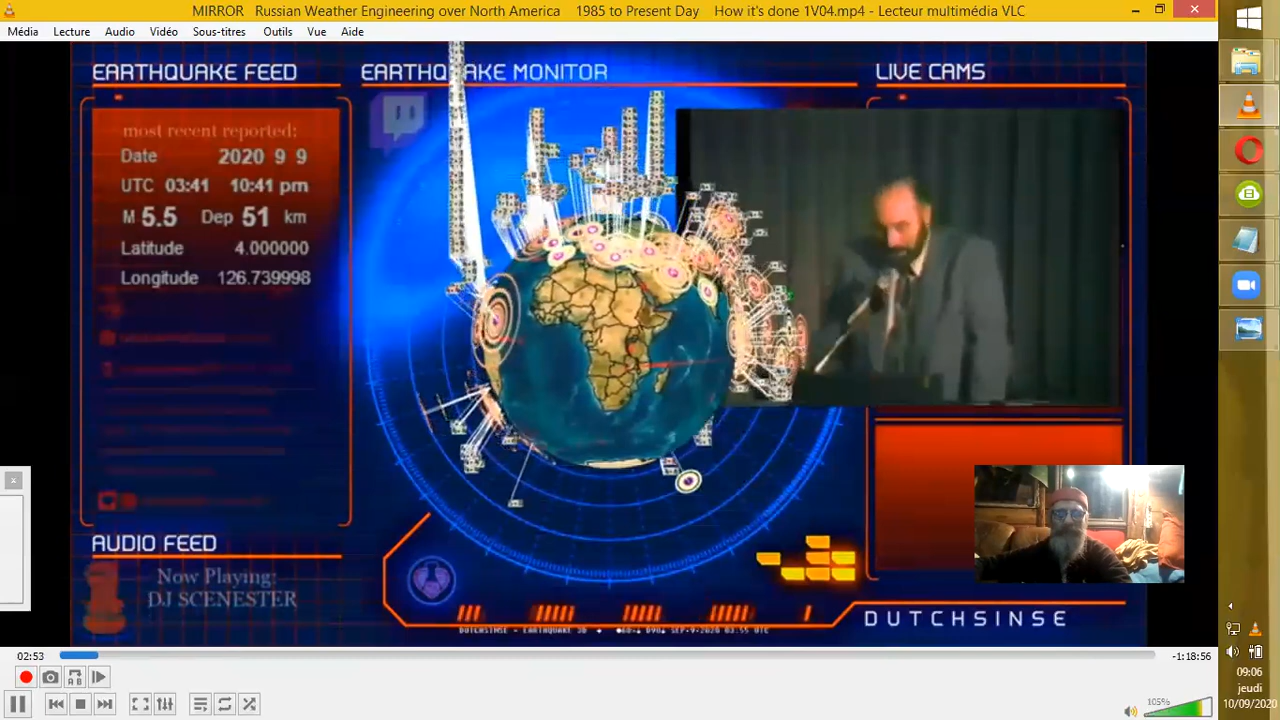 MIRROR Russian Weather Engineering over North America 1985 to Present Day How it's done 1V04.mp4 - Lecteur multimédia VLC
Média Lecture Audio Vidéo Sous-titres Outils Vue Aide
EARTHQUAKE FEED
EARTHQUAKE MONITOR
LIVE CAMS
most recent reported:
Date 2020 9 9
UTC 03:41 10:41 pm
M 5.5 Dep 51 km
Latitude 4.000000
Longitude 126.739998
AUDIO FEED
Now Playing:
DJ SCENESTER
DUTCHSINSE
02:53
-1:18:56
105%
09:06
jeudi
10/09/2020